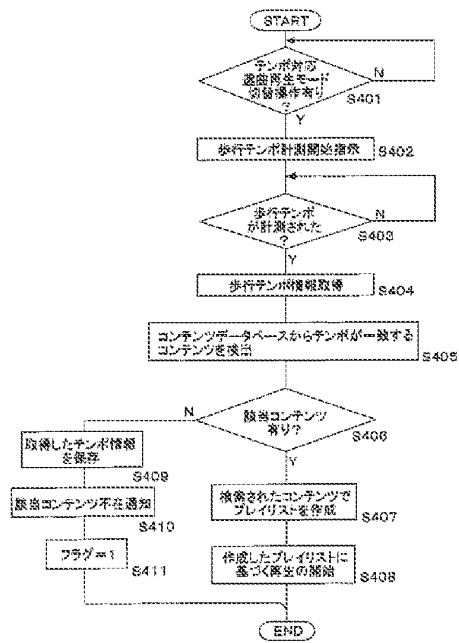 START
テンポ対応
選曲再生モード
切替操作有り
?
N
S401
Y
歩行テンポ計測開始指示
S402
歩行テンポ
が計測された
?
N
S403
Y
歩行テンポ情報取得
S404
コンテンツデータベースからテンポが一致する
コンテンツを検出
S405
N
該当コンテンツ
有り?
S406
Y
取得したテンポ情報
を保存
S409
検索されたコンテンツで
プレイリストを作成
S407
該当コンテンツ不在通知
S410
作成したプレイリストに
基づく再生の開始
S408
フラグ=1
S411
END